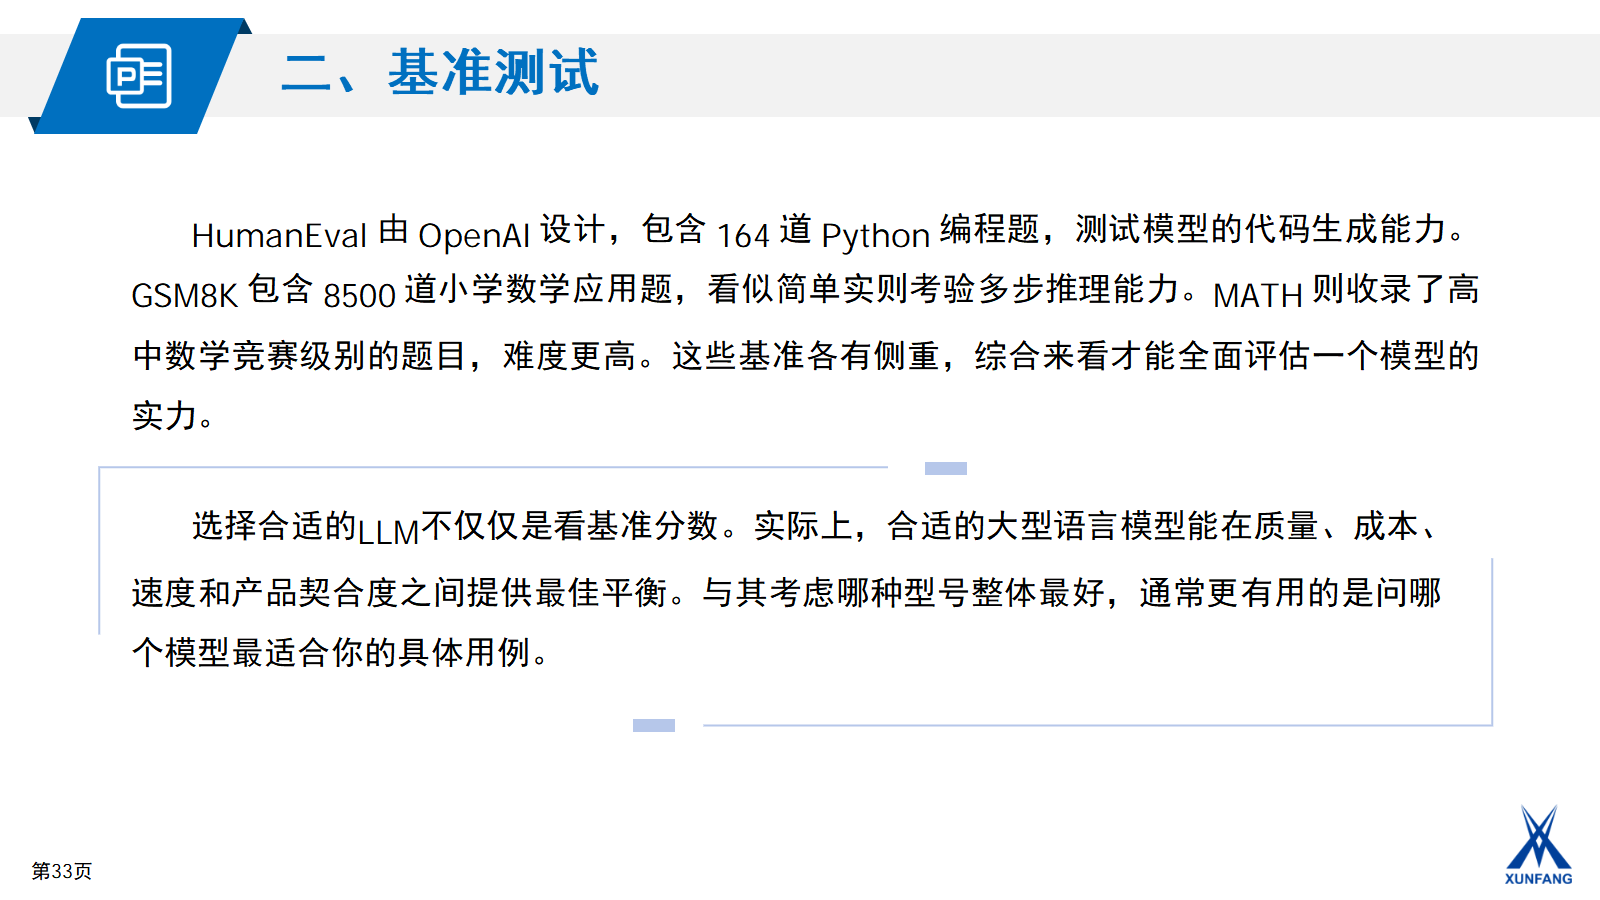 二、基准测试
HumanEval 由 OpenAI 设计，包含 164 道 Python 编程题，测试模型的代码生成能力。
GSM8K 包含 8500 道小学数学应用题，看似简单实则考验多步推理能力。MATH 则收录了高
中数学竞赛级别的题目，难度更高。这些基准各有侧重，综合来看才能全面评估一个模型的
实力。
选择合适的LLM不仅仅是看基准分数。实际上，合适的大型语言模型能在质量、成本、
速度和产品契合度之间提供最佳平衡。与其考虑哪种型号整体最好，通常更有用的是问哪
个模型最适合你的具体用例。
第33页
XUNFANG